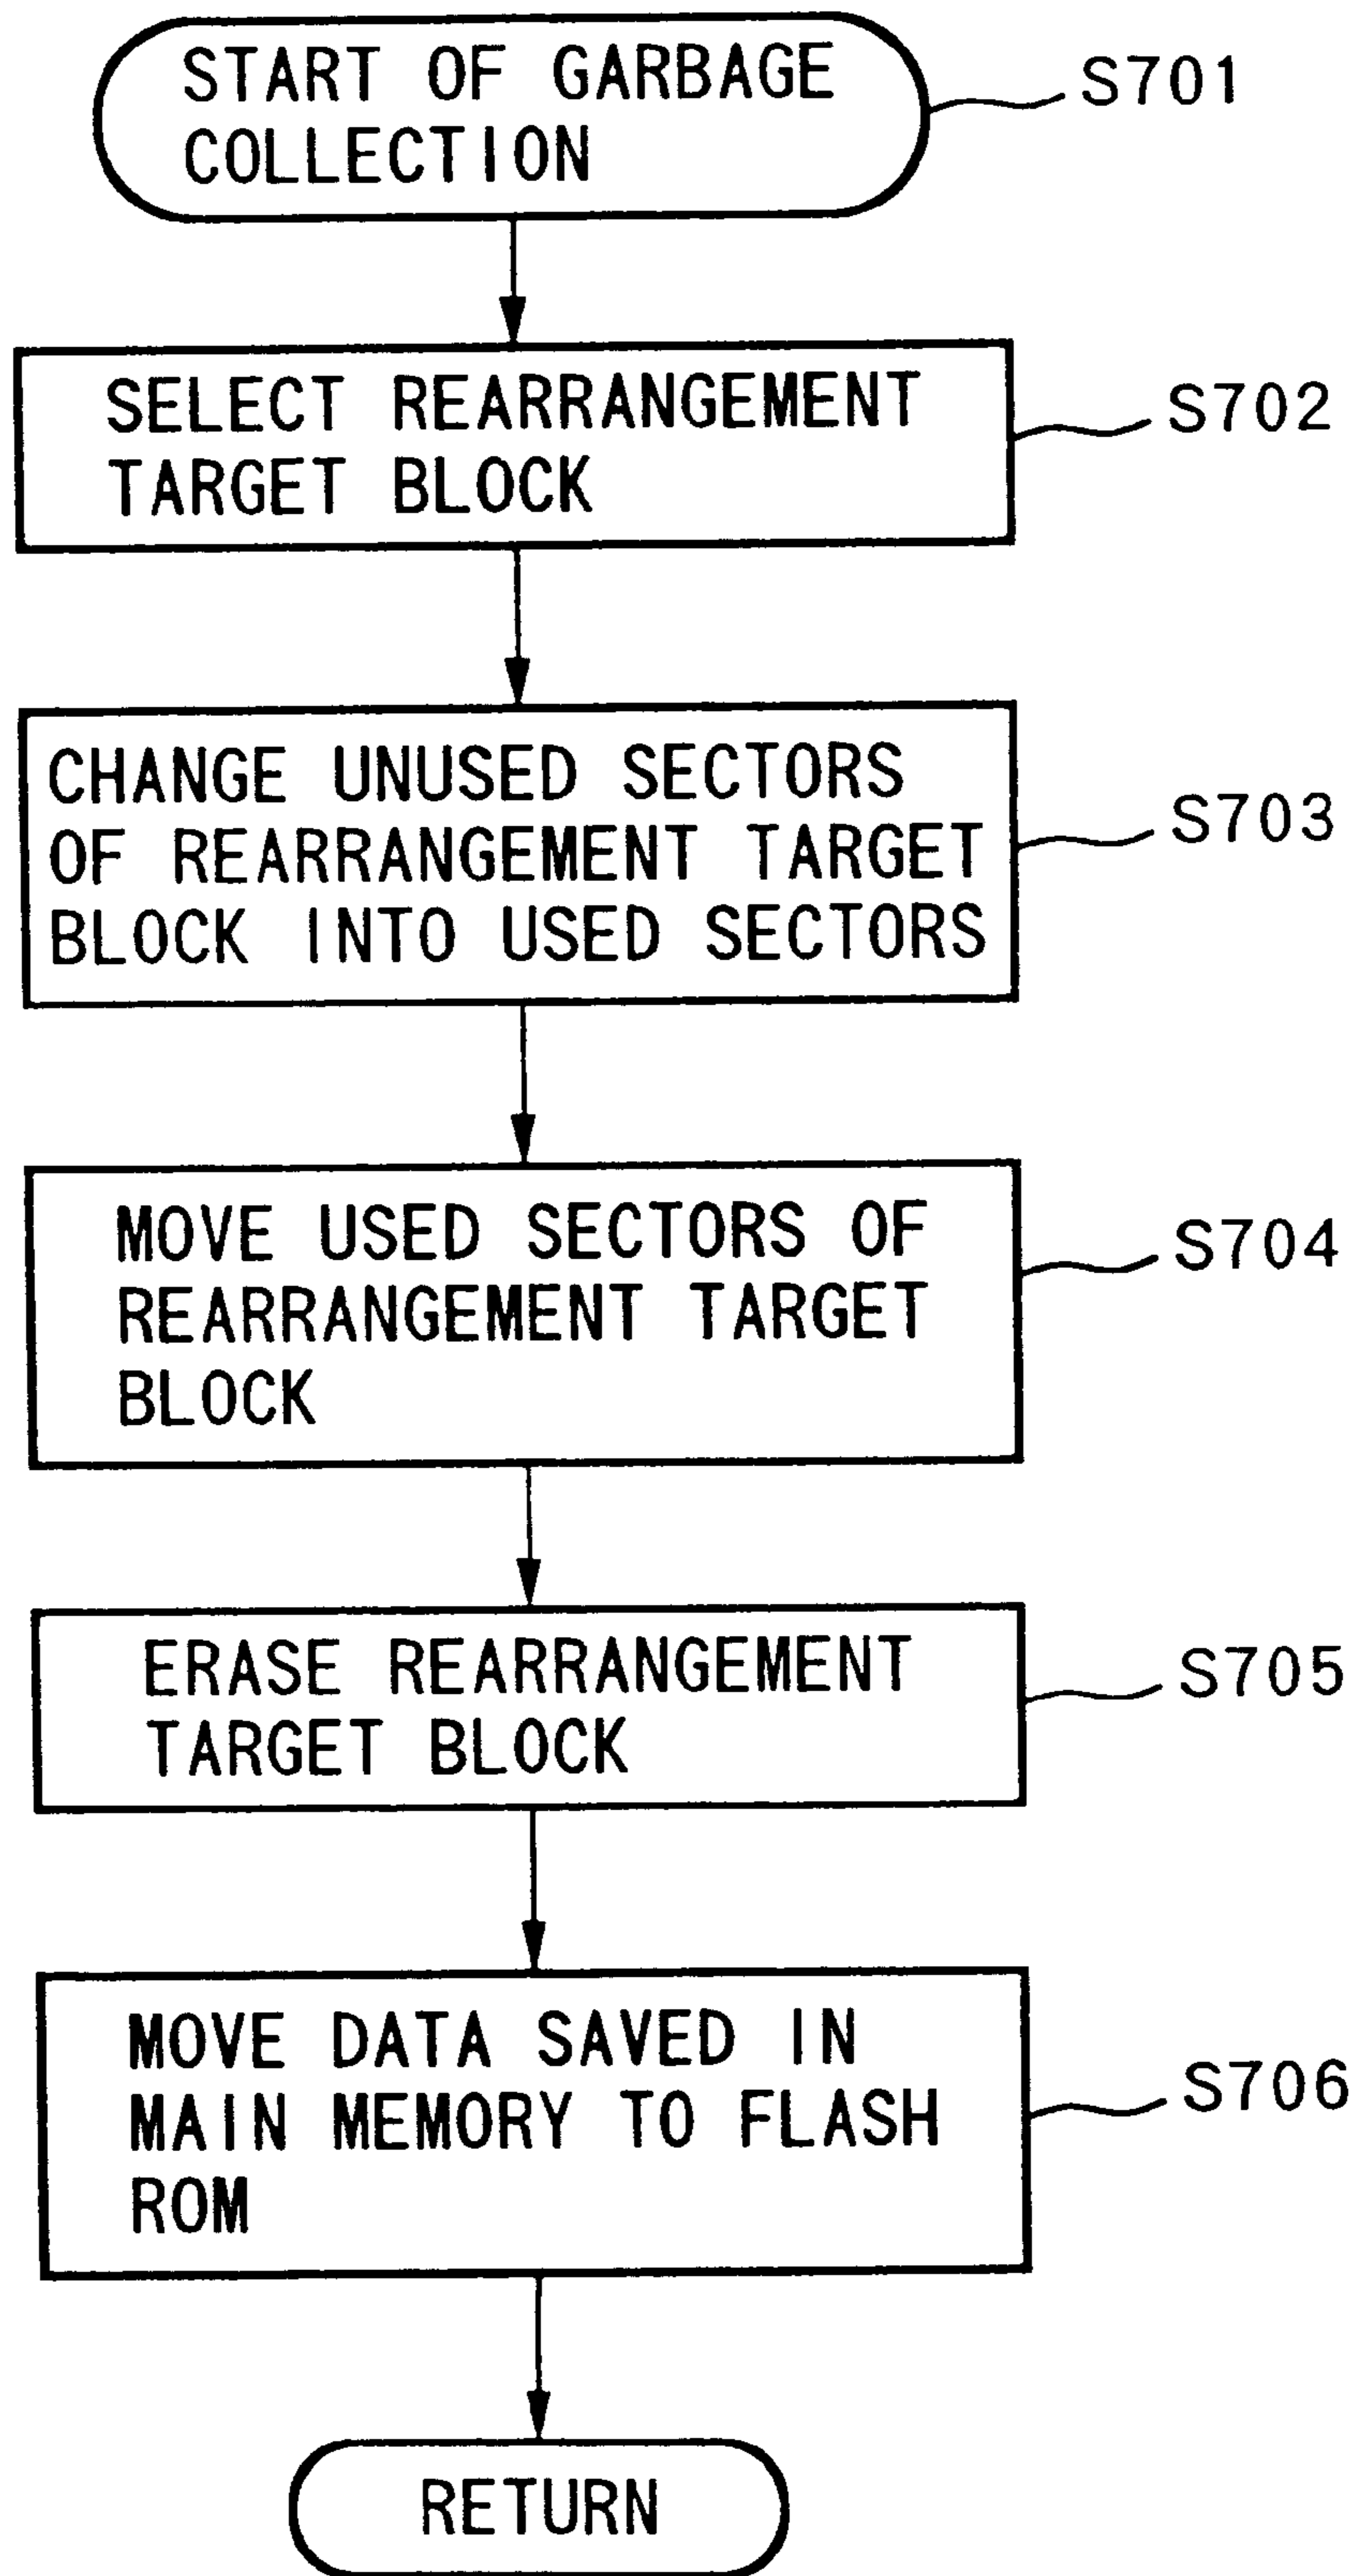 START OF GARBAGE
COLLECTION
S701
SELECT REARRANGEMENT
TARGET BLOCK
S702
CHANGE UNUSED SECTORS
OF REARRANGEMENT TARGET
BLOCK INTO USED SECTORS
S703
MOVE USED SECTORS OF
REARRANGEMENT TARGET
BLOCK
S704
ERASE REARRANGEMENT
TARGET BLOCK
S705
MOVE DATA SAVED IN
MAIN MEMORY TO FLASH
ROM
S706
RETURN